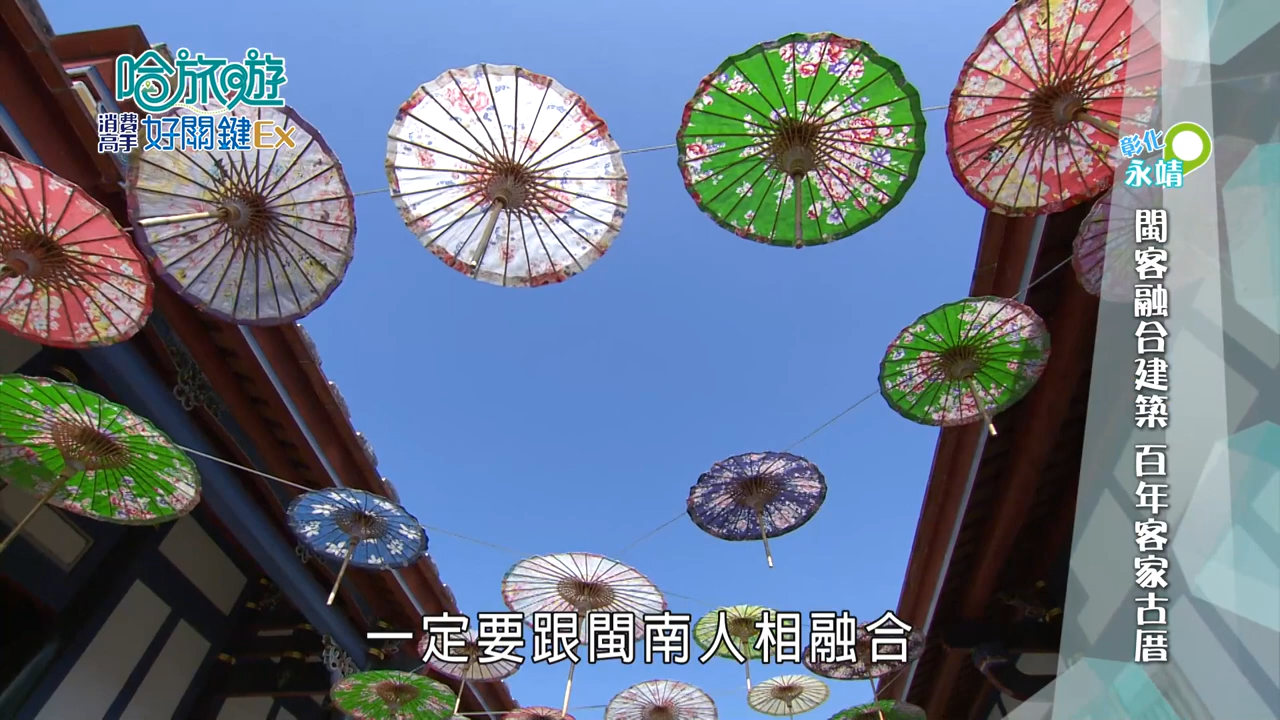 哈旅遊
消費高手
好關鍵Ex
彰化
永靖
閩客融合建築 百年客家古厝
一定要跟閩南人相融合